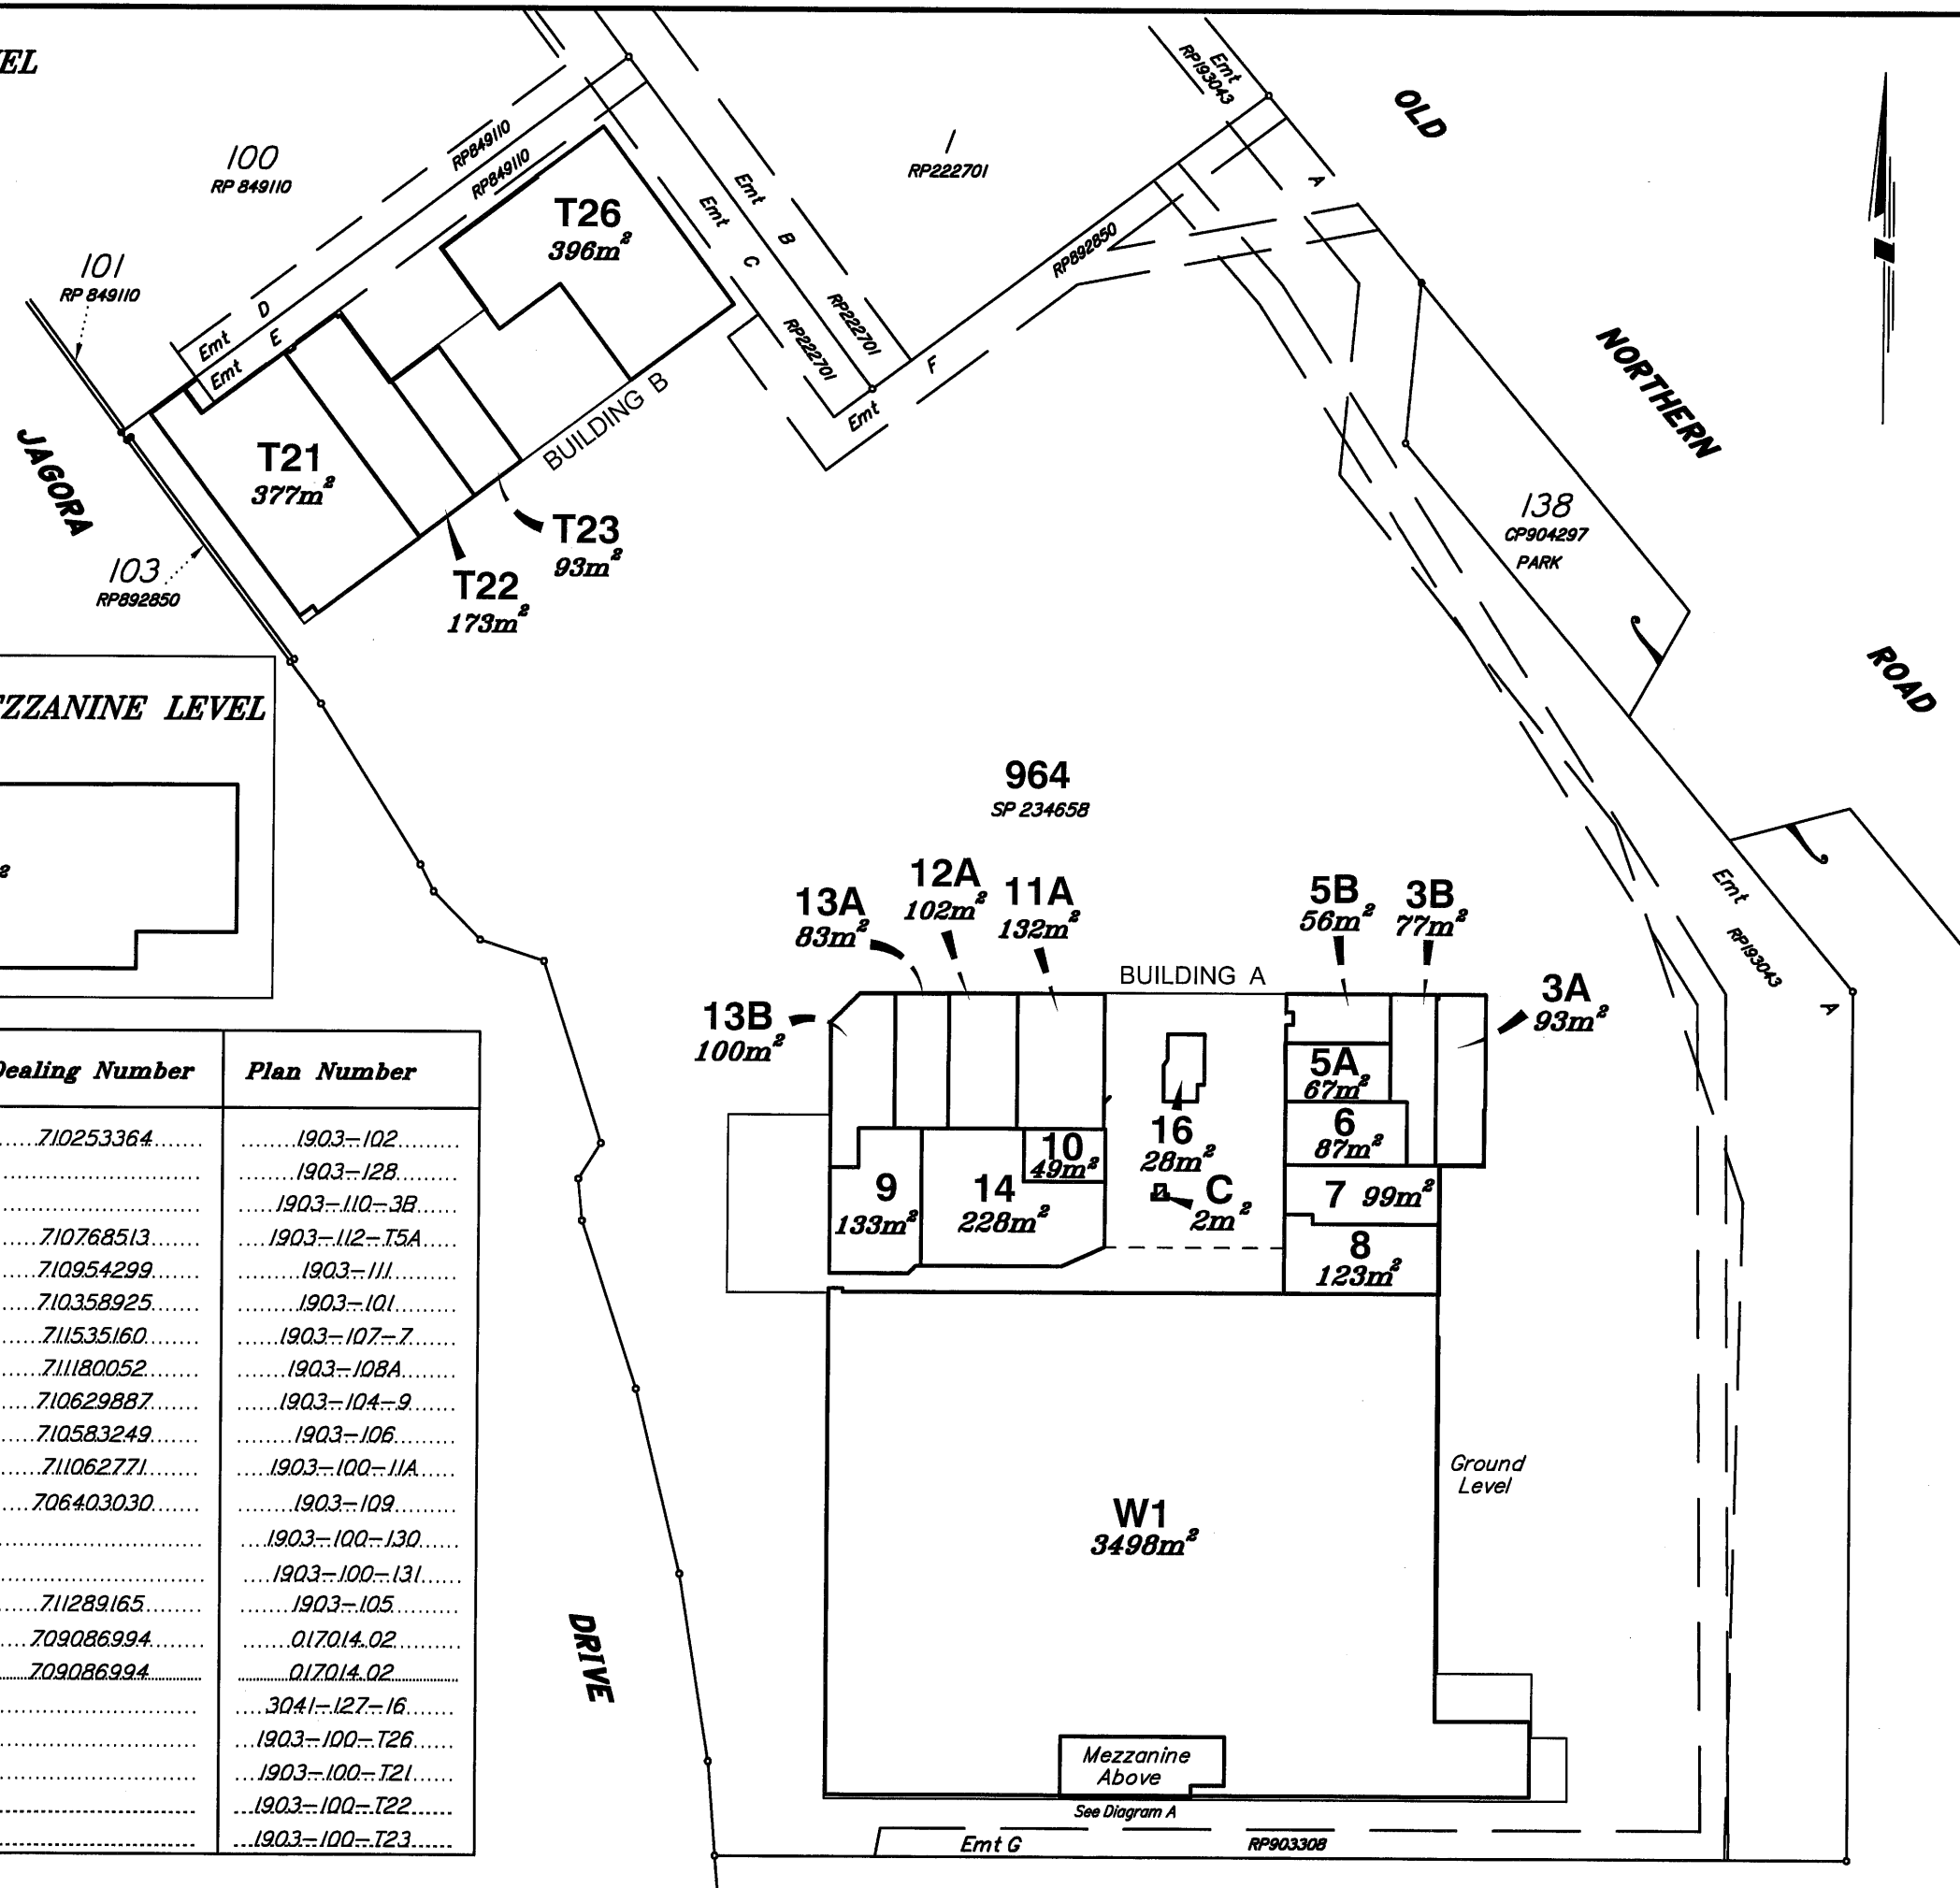 EL
100
RP 849110
101
RP 849110
RP849110
RP849110
Emt D
Emt E
T26
396m²
Emt B
Emt C
RP222701
RP222701
1
RP222701
Emt
RP193043
OLD
A
RP892850
F
Emt
NORTHERN
138
CP904297
PARK
ROAD
JAGORA
T21
377m²
BUILDING B
T23
93m²
T22
173m²
103
RP892850
EZZANINE LEVEL
2
964
SP 234658
13A
83m²
12A
102m²
11A
132m²
5B
56m²
3B
77m²
Emt
RP193043
A
BUILDING A
13B
100m²
3A
93m²
5A
67m²
6
87m²
16
28m²
10
49m²
9
133m²
14
228m²
C
2m²
7 99m²
8
123m²
Dealing Number Plan Number
710253364 1903-102
1903-128
1903-110-3B
710768513 1903-112-T5A
710954299 1903-111
710358925 1903-101
711535160 1903-107-7
711180052 1903-108A
710629887 1903-104-9
710583249 1903-106
711062771 1903-100-11A
706403030 1903-109
1903-100-130
1903-100-131
711289165 1903-105
709086994 017014.02
709086994 017014.02
3041-127-16
1903-100-T26
1903-100-T21
1903-100-T22
1903-100-T23
Ground
Level
W1
3498m²
DRIVE
Mezzanine
Above
See Diagram A
Emt G
RP903308